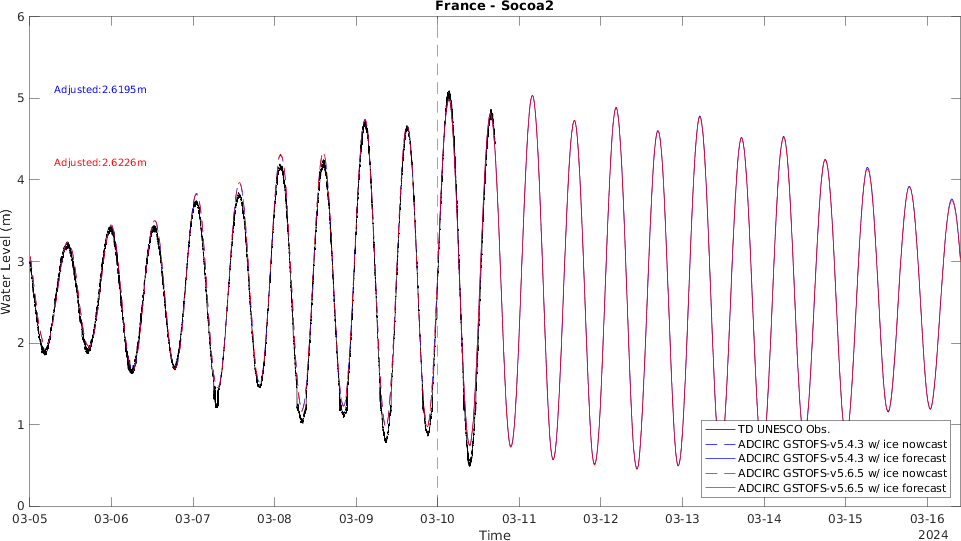 France - Socoa2
6
5
4
3
2
1
0
Water Level (m)
Adjusted:2.6195m
Adjusted:2.6226m
TD UNESCO Obs.
ADCIRC GSTOFS-v5.4.3 w/ ice nowcast
ADCIRC GSTOFS-v5.4.3 w/ ice forecast
ADCIRC GSTOFS-v5.6.5 w/ ice nowcast
ADCIRC GSTOFS-v5.6.5 w/ ice forecast
03-05 03-06 03-07 03-08 03-09 03-10 03-11 03-12 03-13 03-14 03-15 03-16
Time
2024